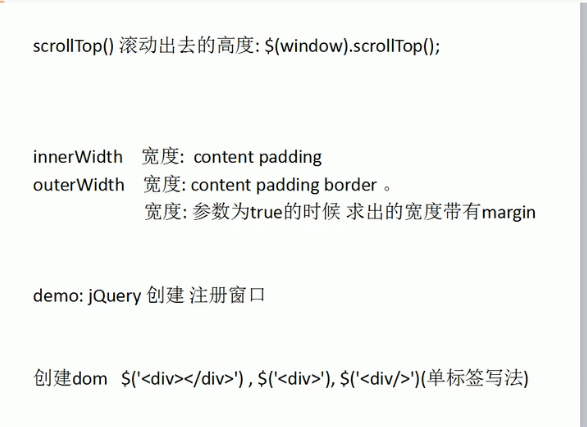 scrollTop() 滚动出去的高度: $(window).scrollTop();
innerWidth 宽度: content padding
outerWidth 宽度: content padding border 。
宽度: 参数为true的时候 求出的宽度带有margin
demo: jQuery 创建 注册窗口
创建dom $('<div></div>') , $('<div>'), $('<div/>')(单标签写法)